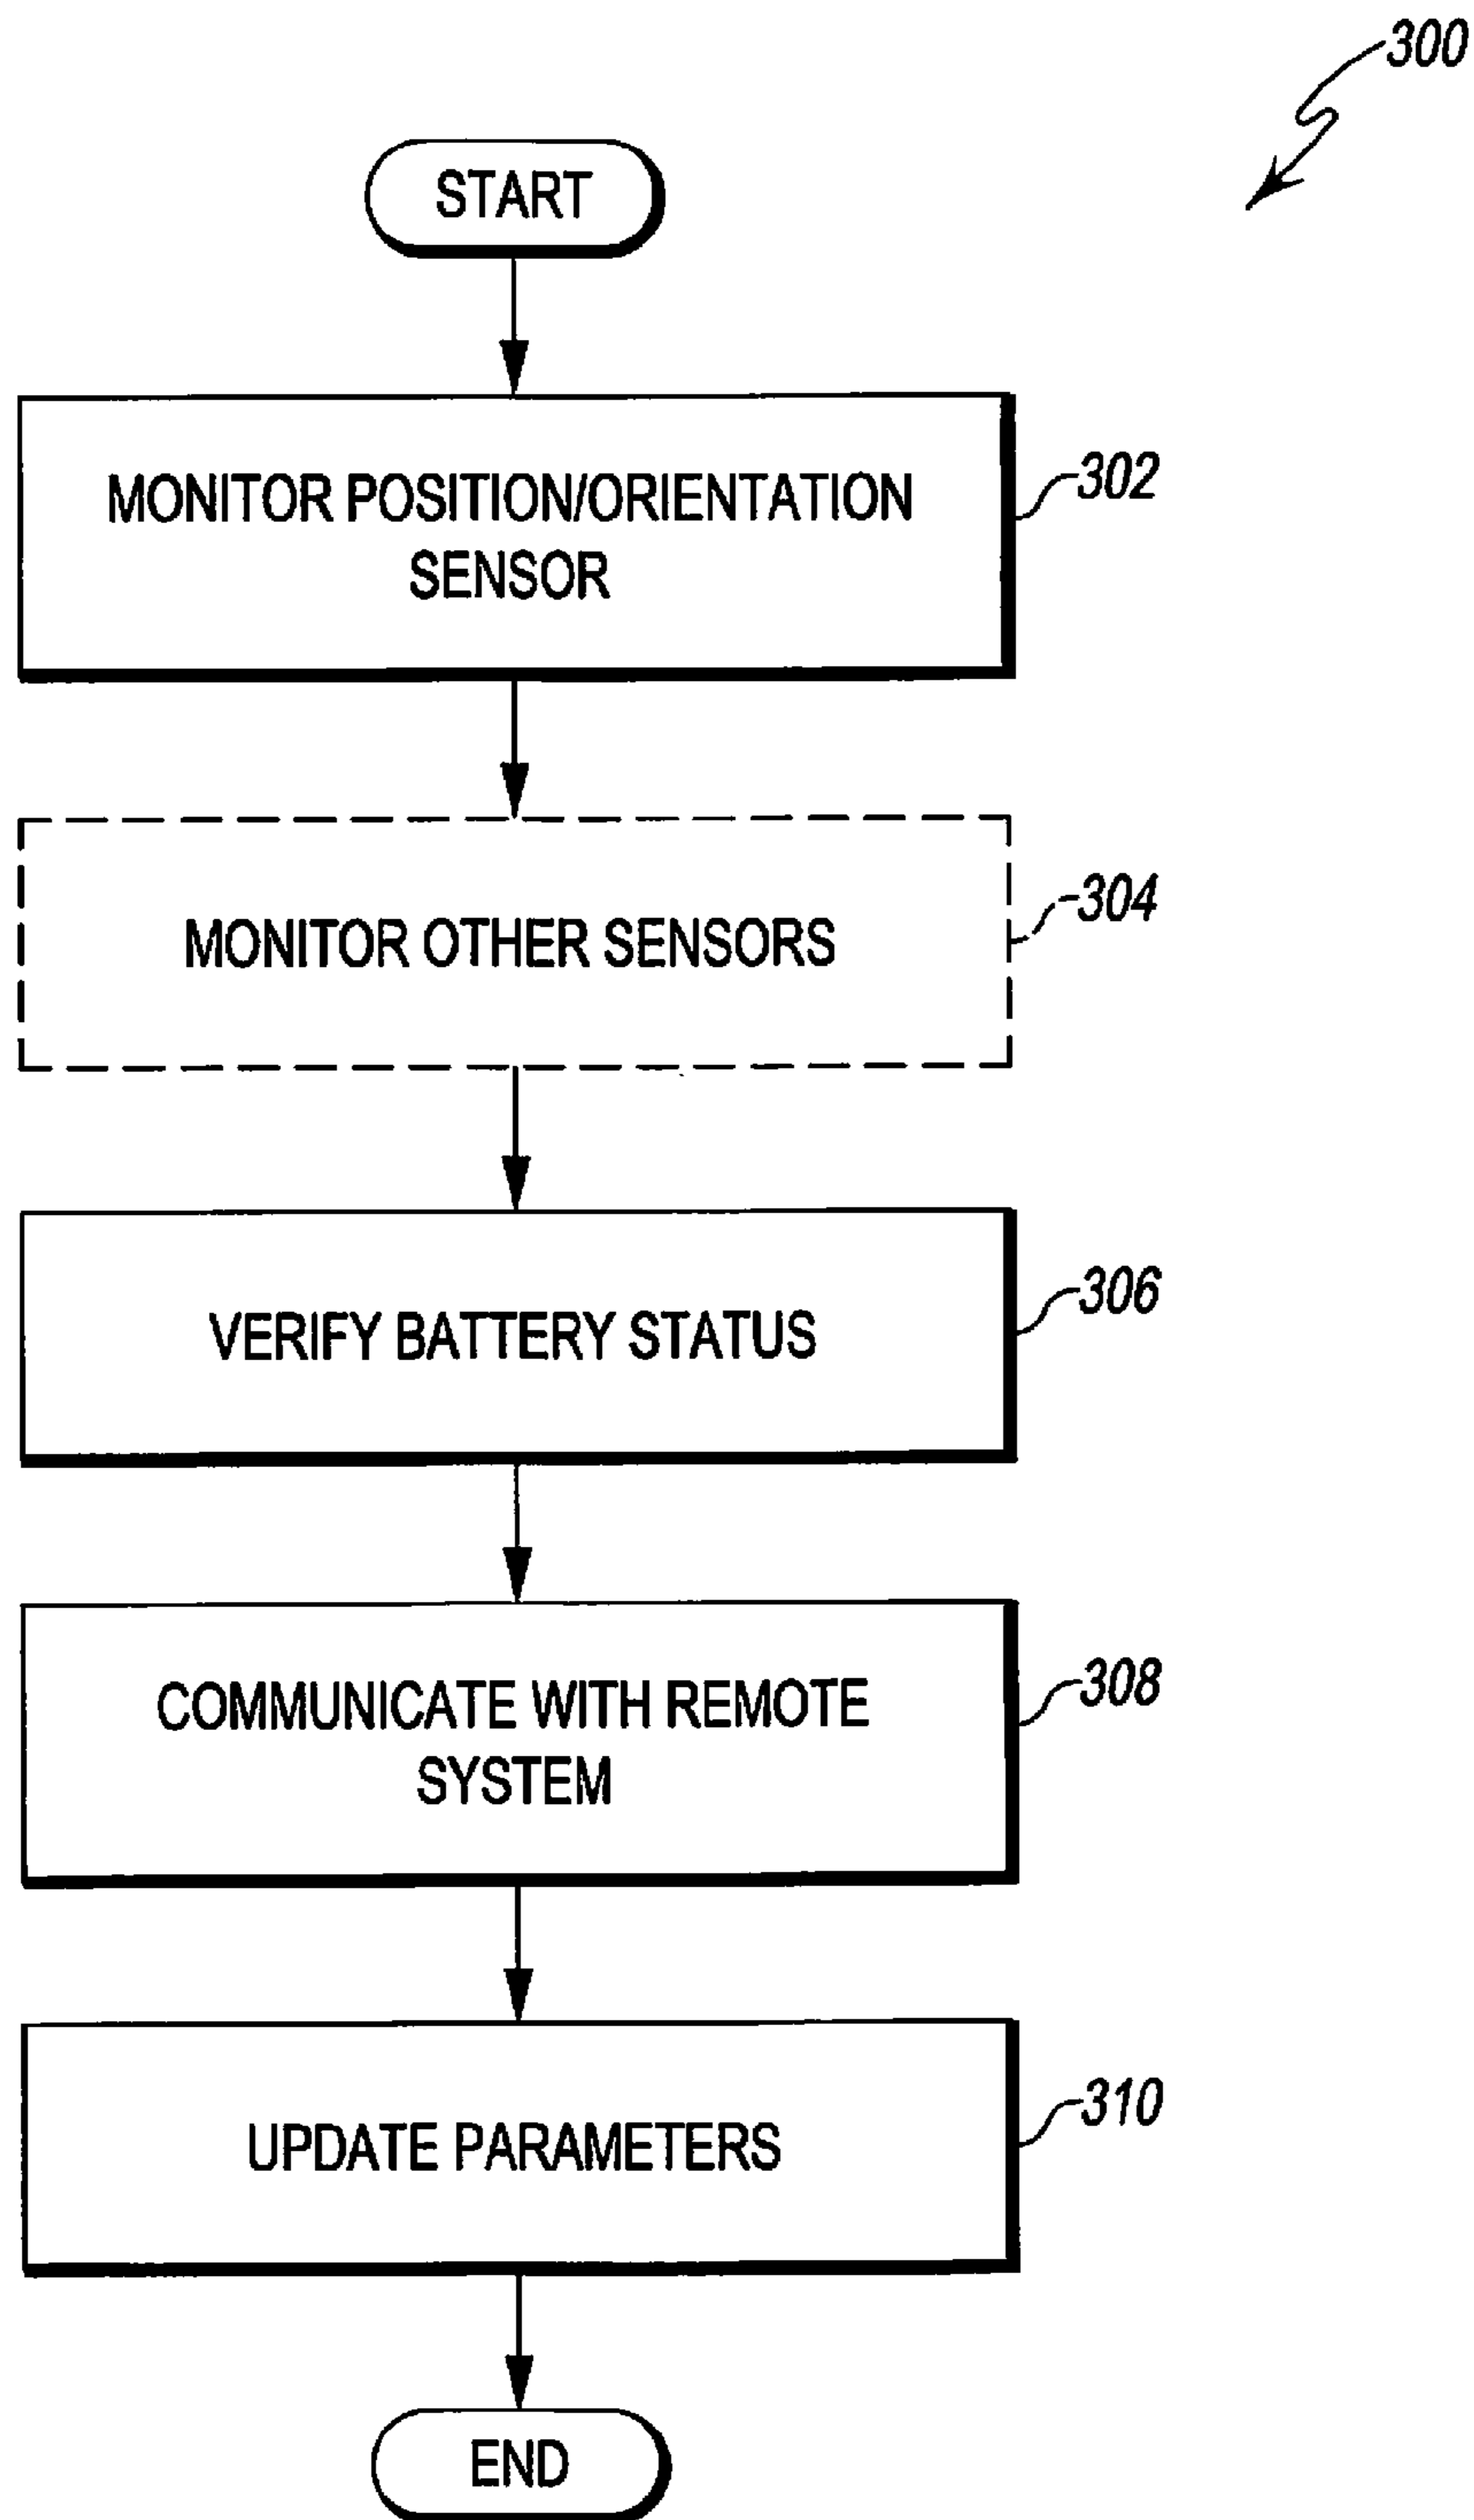 300
START
MONITOR POSITION/ORIENTATION
SENSOR
302
MONITOR OTHER SENSORS
304
VERIFY BATTERY STATUS
306
COMMUNICATE WITH REMOTE
SYSTEM
308
UPDATE PARAMETERS
310
END